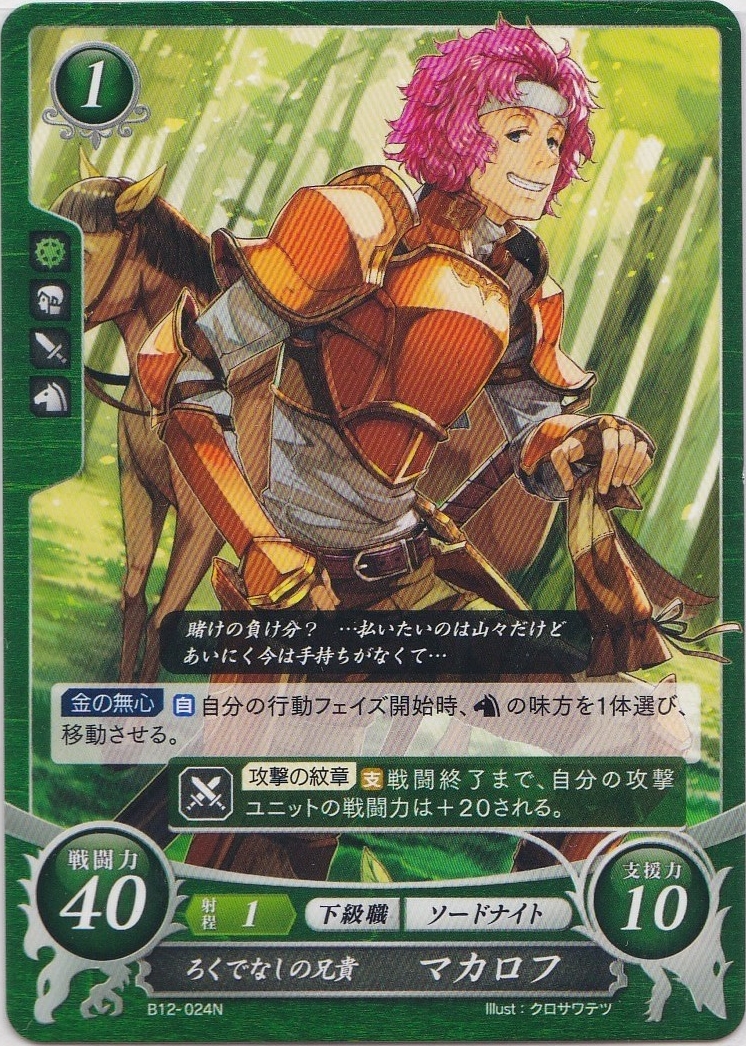 1
賭けの負け分？　…払いたいのは山々だけど
あいにく今は手持ちがなくて…
金の無心 自 自分の行動フェイズ開始時、の味方を1体選び、
移動させる。
攻撃の紋章 支 戦闘終了まで、自分の攻撃
ユニットの戦闘力は＋20される。
戦闘力
40
射程 1 下級職 ソードナイト
支援力
10
ろくでなしの兄貴 マカロフ
B12-024N Illust：クロサワテツ